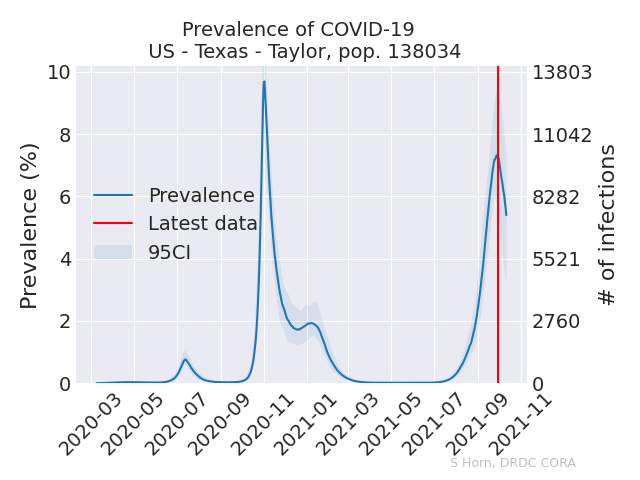 Prevalence of COVID-19
US - Texas - Taylor, pop. 138034
Prevalence (%)
10
8
6
4
2
0
Prevalence
Latest data
95CI
13803
11042
8282
5521
2760
0
# of infections
2020-03
2020-05
2020-07
2020-09
2020-11
2021-01
2021-03
2021-05
2021-07
2021-09
2021-11
S Horn, DRDC CORA